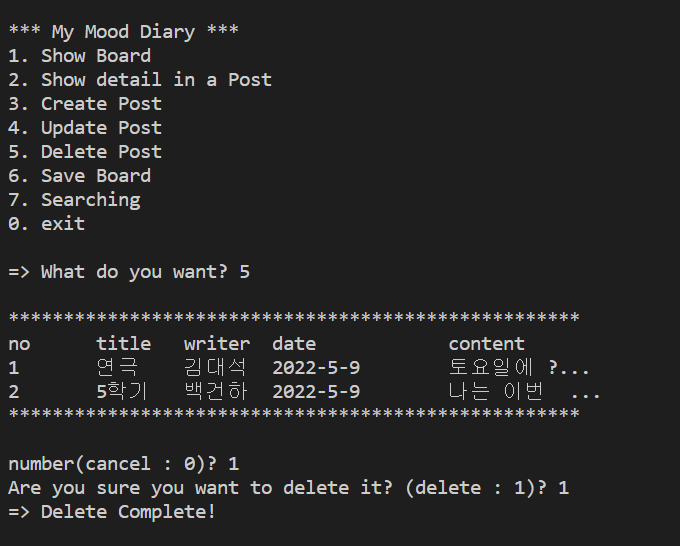 *** My Mood Diary ***
1. Show Board
2. Show detail in a Post
3. Create Post
4. Update Post
5. Delete Post
6. Save Board
7. Searching
0. exit
=> What do you want? 5
****************************************************
no title writer date content
1 연극 김대석 2022-5-9 토요일에 ?...
2 5학기 백건하 2022-5-9 나는 이번 ...
****************************************************
number(cancel : 0)? 1
Are you sure you want to delete it? (delete : 1)? 1
=> Delete Complete!